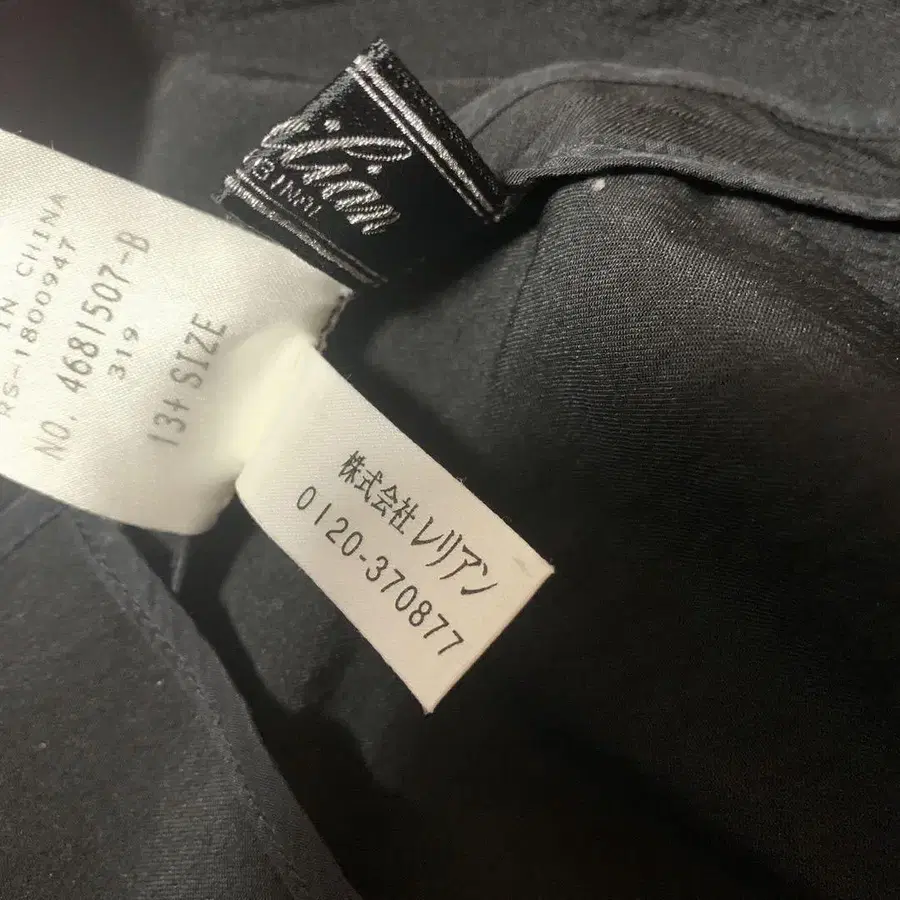 IN CHINA
RS-1800947
NO. 4681507-B
319
13+ SIZE
株式会社レリアン
0120-370877